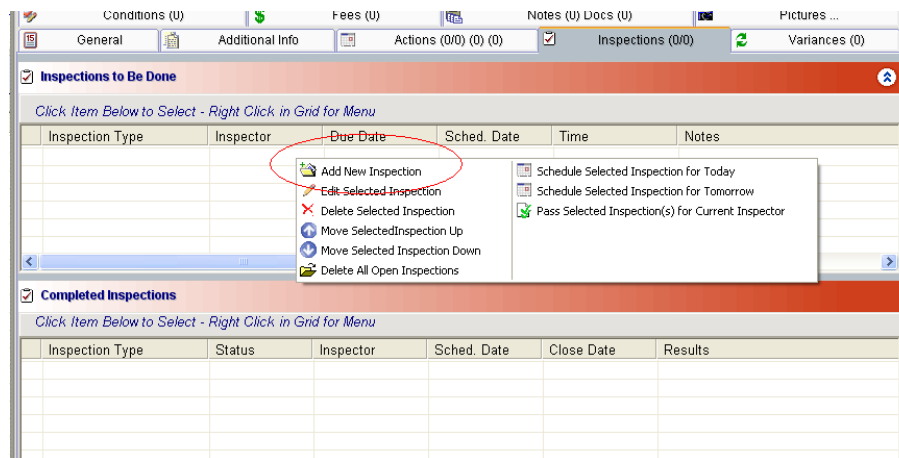 Conditions (0) Fees (0) Notes (0) Docs (0) Pictures ...
15 General Additional Info Actions (0/0) (0) (0) Inspections (0/0) Variances (0)
Inspections to Be Done
Click Item Below to Select - Right Click in Grid for Menu
Inspection Type Inspector Due Date Sched. Date Time Notes
Add New Inspection Schedule Selected Inspection for Today
Edit Selected Inspection Schedule Selected Inspection for Tomorrow
Delete Selected Inspection Pass Selected Inspection(s) for Current Inspector
Move SelectedInspection Up
Move Selected Inspection Down
Delete All Open Inspections
Completed Inspections
Click Item Below to Select - Right Click in Grid for Menu
Inspection Type Status Inspector Sched. Date Close Date Results